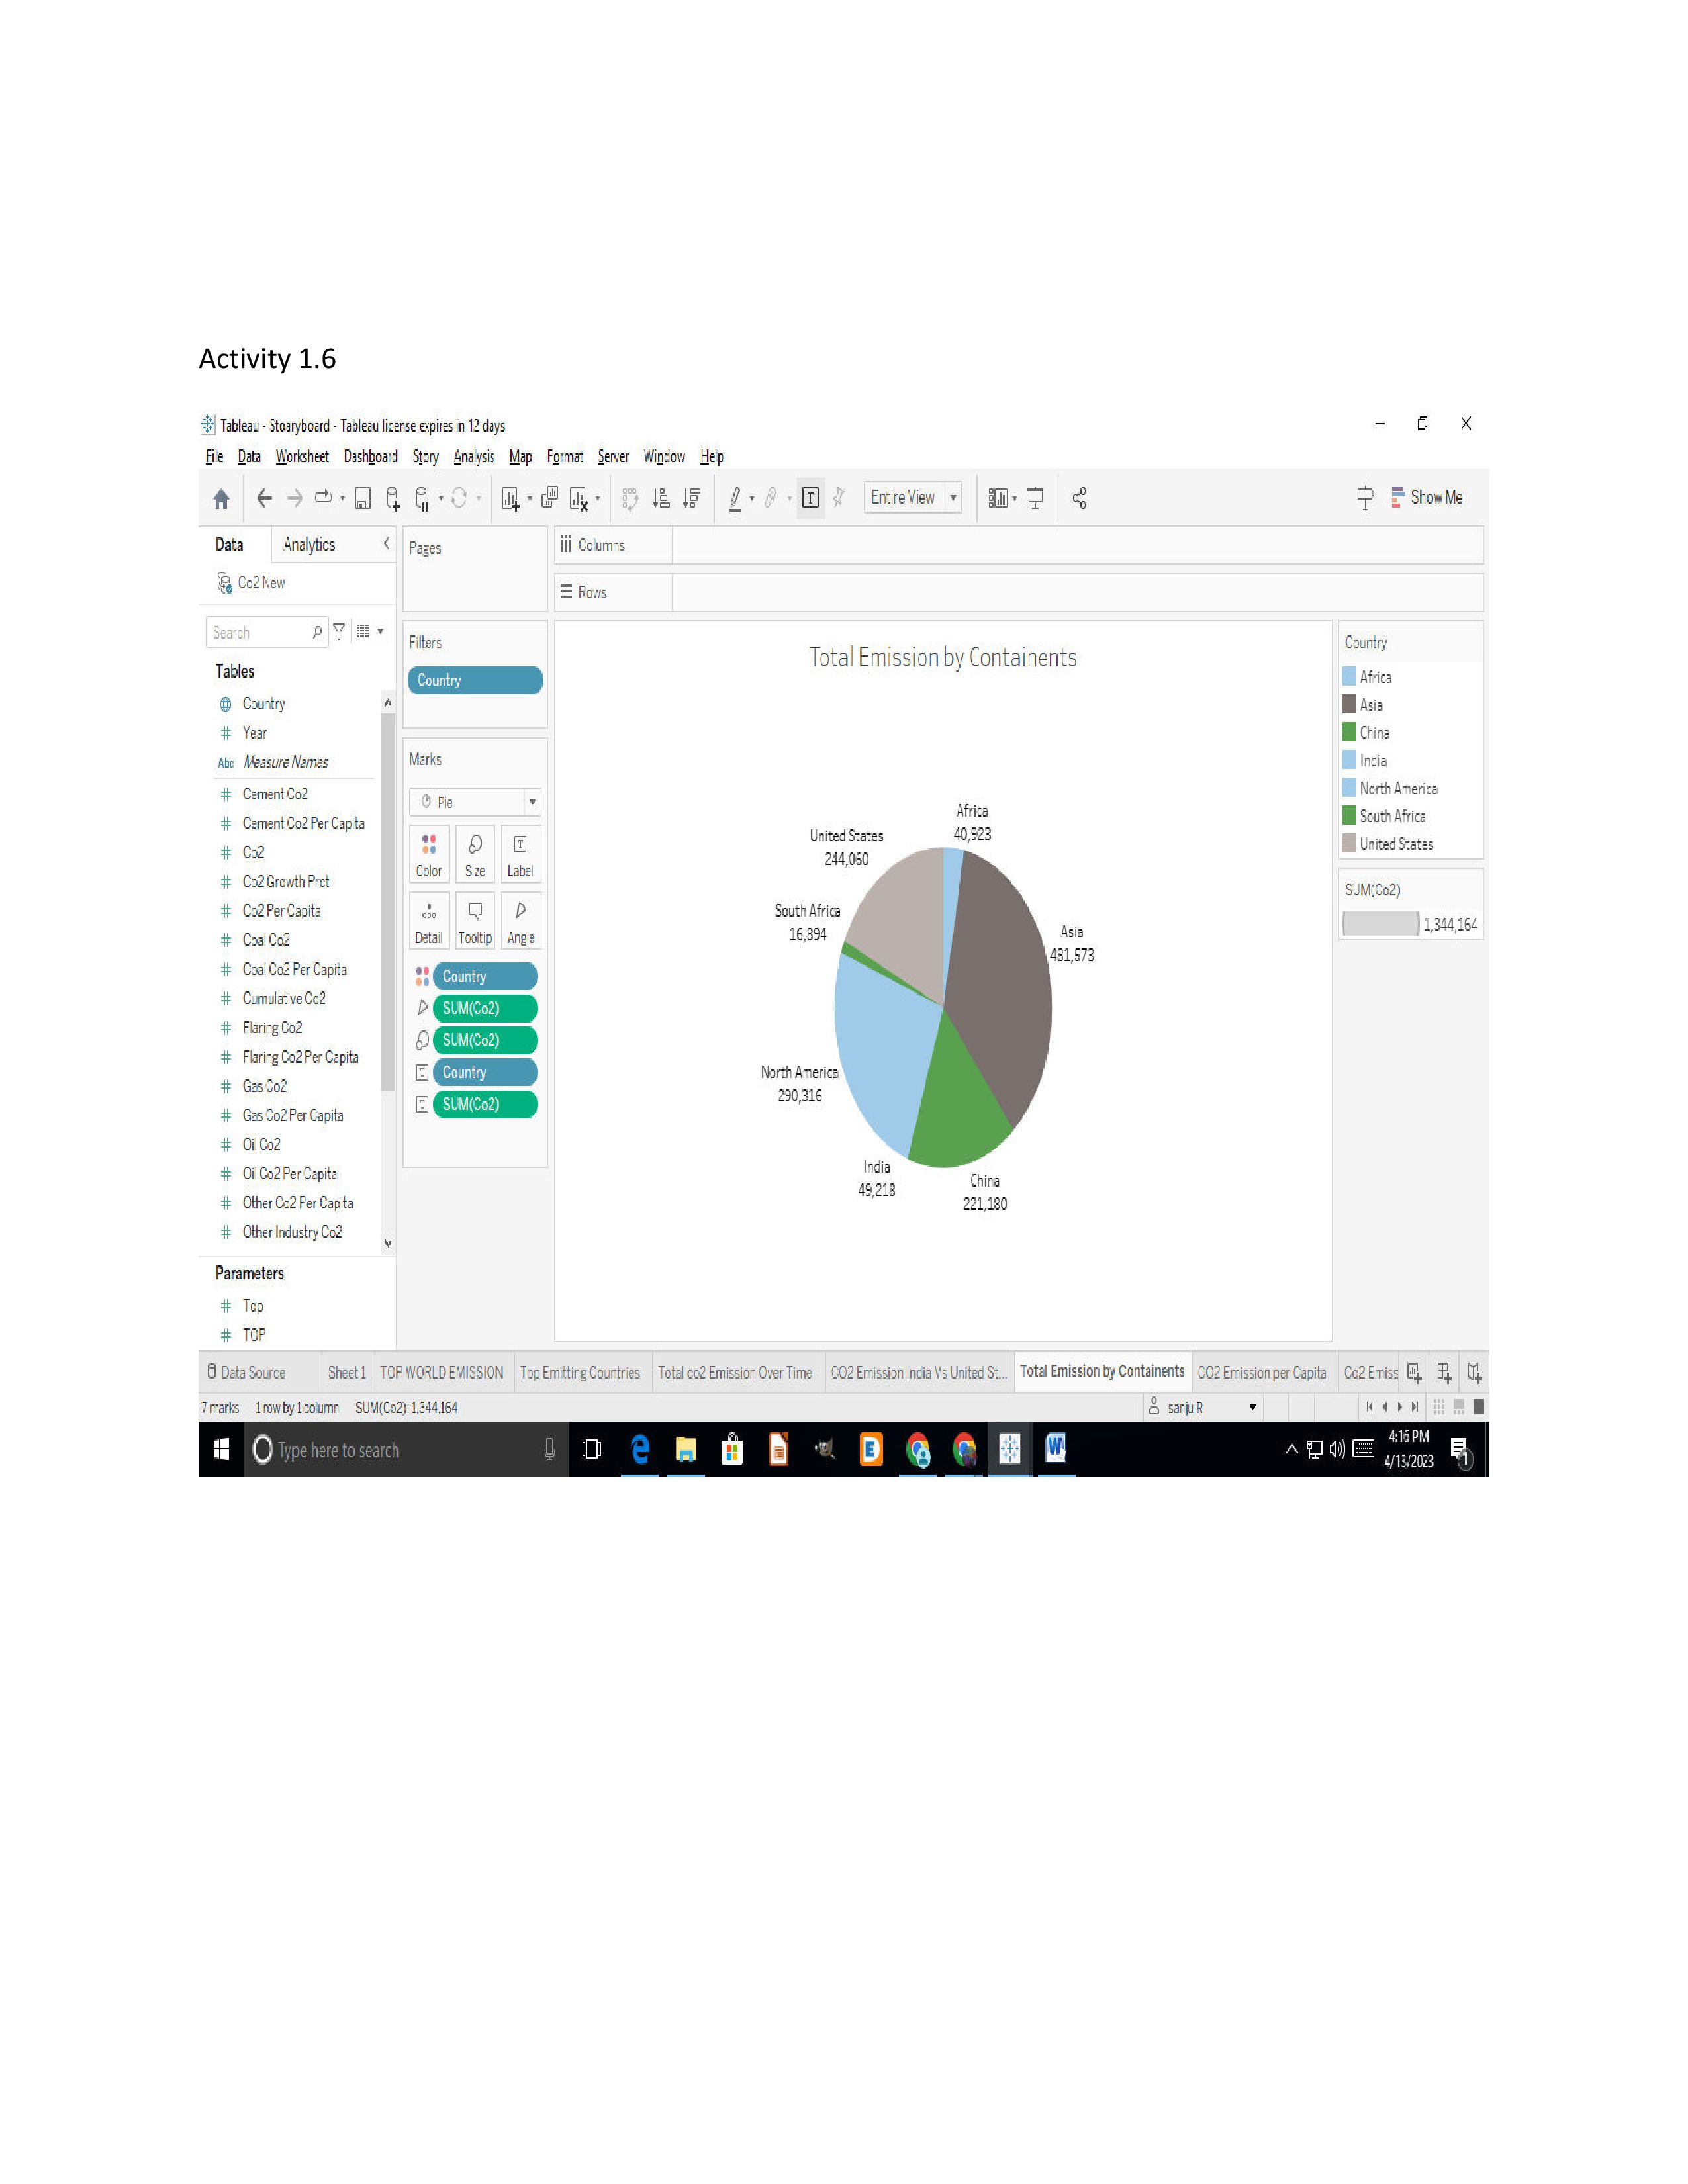 Activity 1.6
Tableau - Stoaryboard - Tableau license expires in 12 days
File Data Worksheet Dashboard Story Analysis Map Format Server Window Help
Entire View
Show Me
Data Analytics
Co2 New
Search
Tables
Country
Year
Abc Measure Names
Cement Co2
Cement Co2 Per Capita
Co2
Co2 Growth Prct
Co2 Per Capita
Coal Co2
Coal Co2 Per Capita
Cumulative Co2
Flaring Co2
Flaring Co2 Per Capita
Gas Co2
Gas Co2 Per Capita
Oil Co2
Oil Co2 Per Capita
Other Co2 Per Capita
Other Industry Co2
Parameters
Top
TOP
Pages
Filters
Country
Marks
Pie
Color Size Label
Detail Tooltip Angle
Country
SUM(Co2)
SUM(Co2)
Country
SUM(Co2)
Columns
Rows
Total Emission by Containents
Africa
40,923
United States
244,060
South Africa
16,894
Asia
481,573
North America
290,316
India
49,218
China
221,180
Country
Africa
Asia
China
India
North America
South Africa
United States
SUM(Co2)
1,344,164
Data Source Sheet 1 TOP WORLD EMISSION Top Emitting Countries Total co2 Emission Over Time CO2 Emission India Vs United St... Total Emission by Containents CO2 Emission per Capita Co2 Emiss
7 marks 1 row by 1 column SUM(Co2): 1,344,164
sanju R
Type here to search
4:16 PM
4/13/2023
1